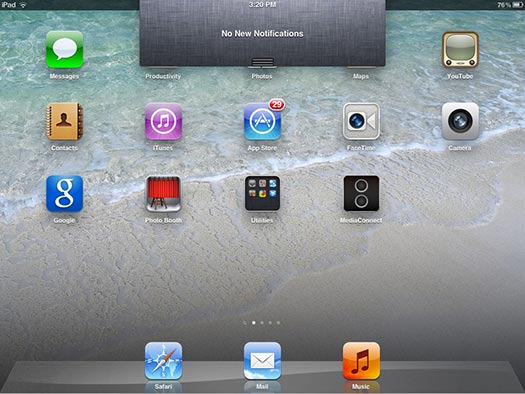 iPad 3:20 PM 76%
No New Notifications
Messages Productivity Photos Maps YouTube
29
Contacts iTunes App Store FaceTime Camera
Google Photo Booth Utilities MediaConnect
Safari Mail Music